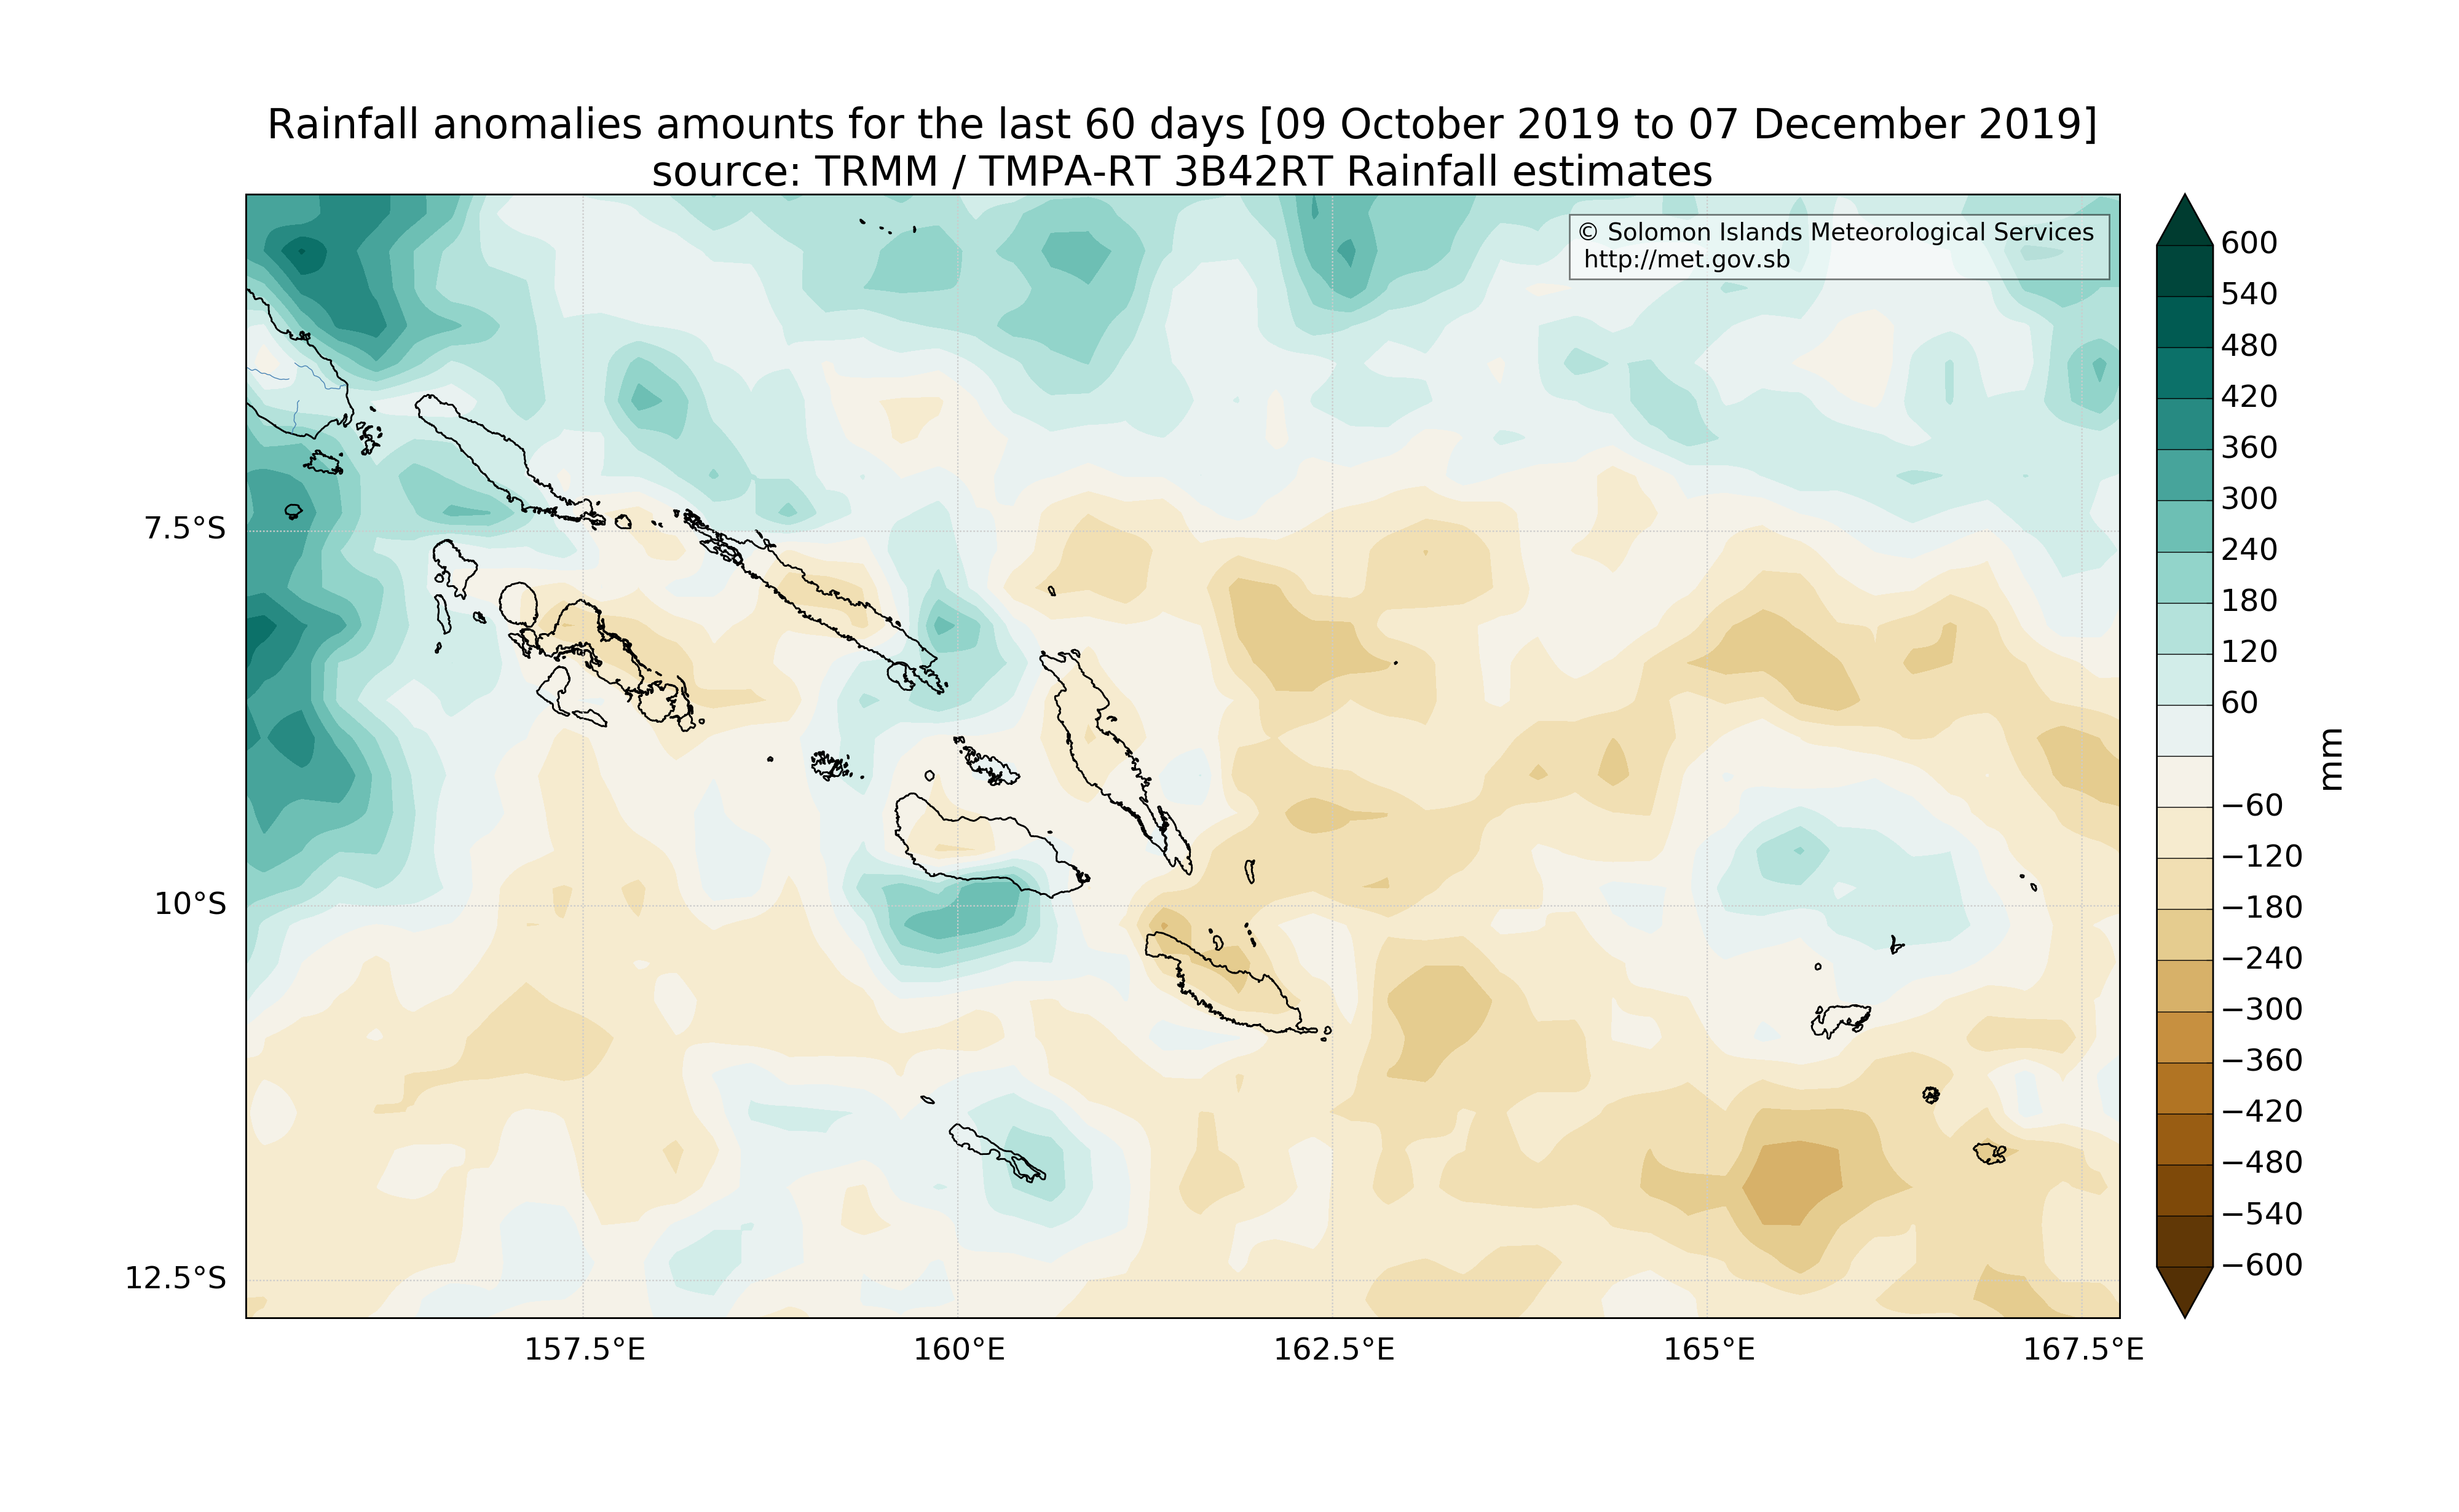 Rainfall anomalies amounts for the last 60 days [09 October 2019 to 07 December 2019]
source: TRMM / TMPA-RT 3B42RT Rainfall estimates
© Solomon Islands Meteorological Services
http://met.gov.sb
7.5°S
10°S
12.5°S
157.5°E
160°E
162.5°E
165°E
167.5°E
600
540
480
420
360
300
240
180
120
60
−60
−120
−180
−240
−300
−360
−420
−480
−540
−600
mm